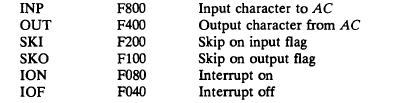 INP F800 Input character to AC
OUT F400 Output character from AC
SKI F200 Skip on input flag
SKO F100 Skip on output flag
ION F080 Interrupt on
IOF F040 Interrupt off